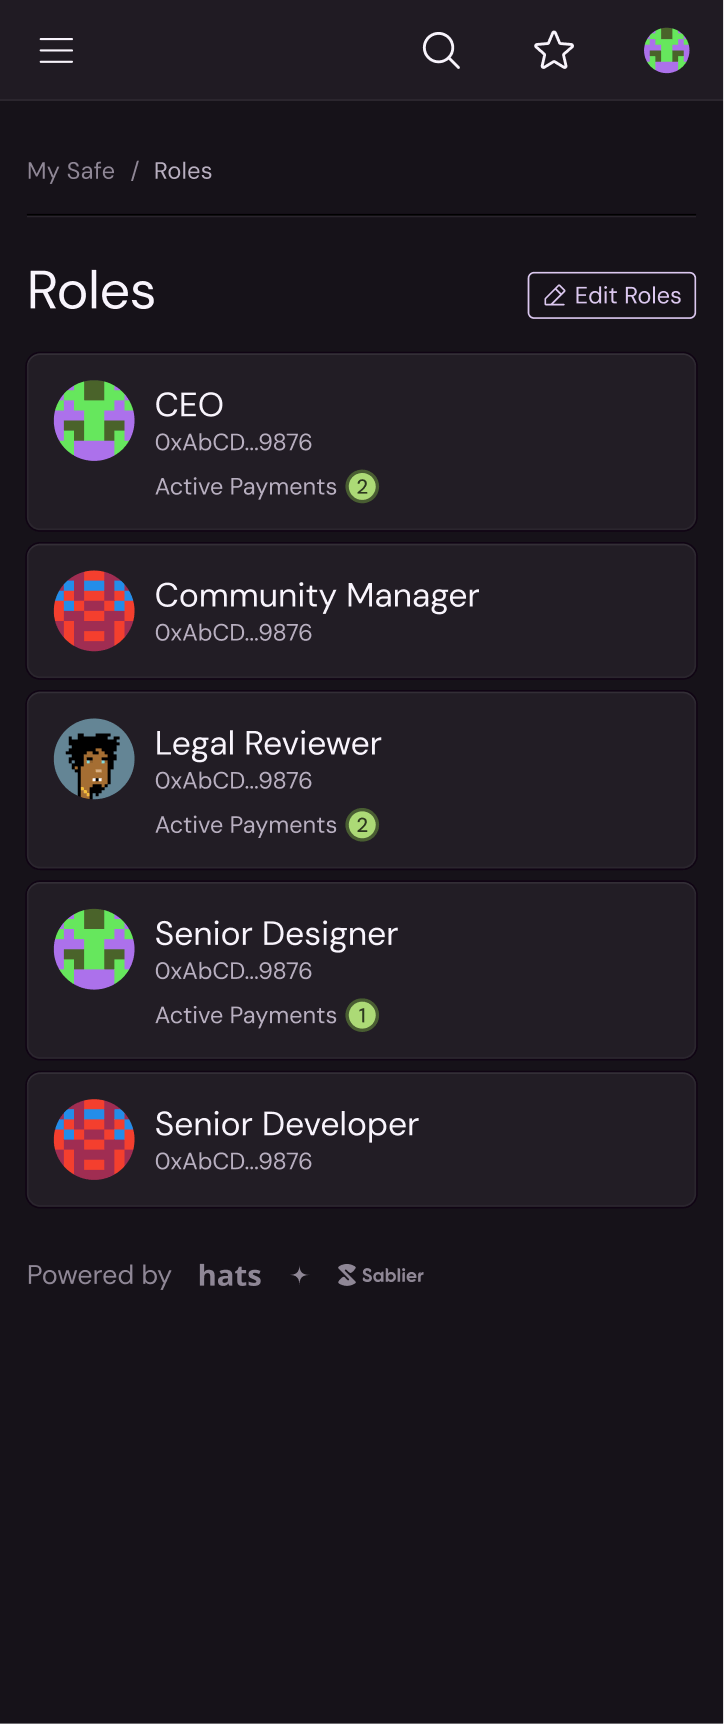 My Safe / Roles
Roles
Edit Roles
CEO
0xAbCD...9876
Active Payments 2
Community Manager
0xAbCD...9876
Legal Reviewer
0xAbCD...9876
Active Payments 2
Senior Designer
0xAbCD...9876
Active Payments 1
Senior Developer
0xAbCD...9876
Powered by hats Sablier